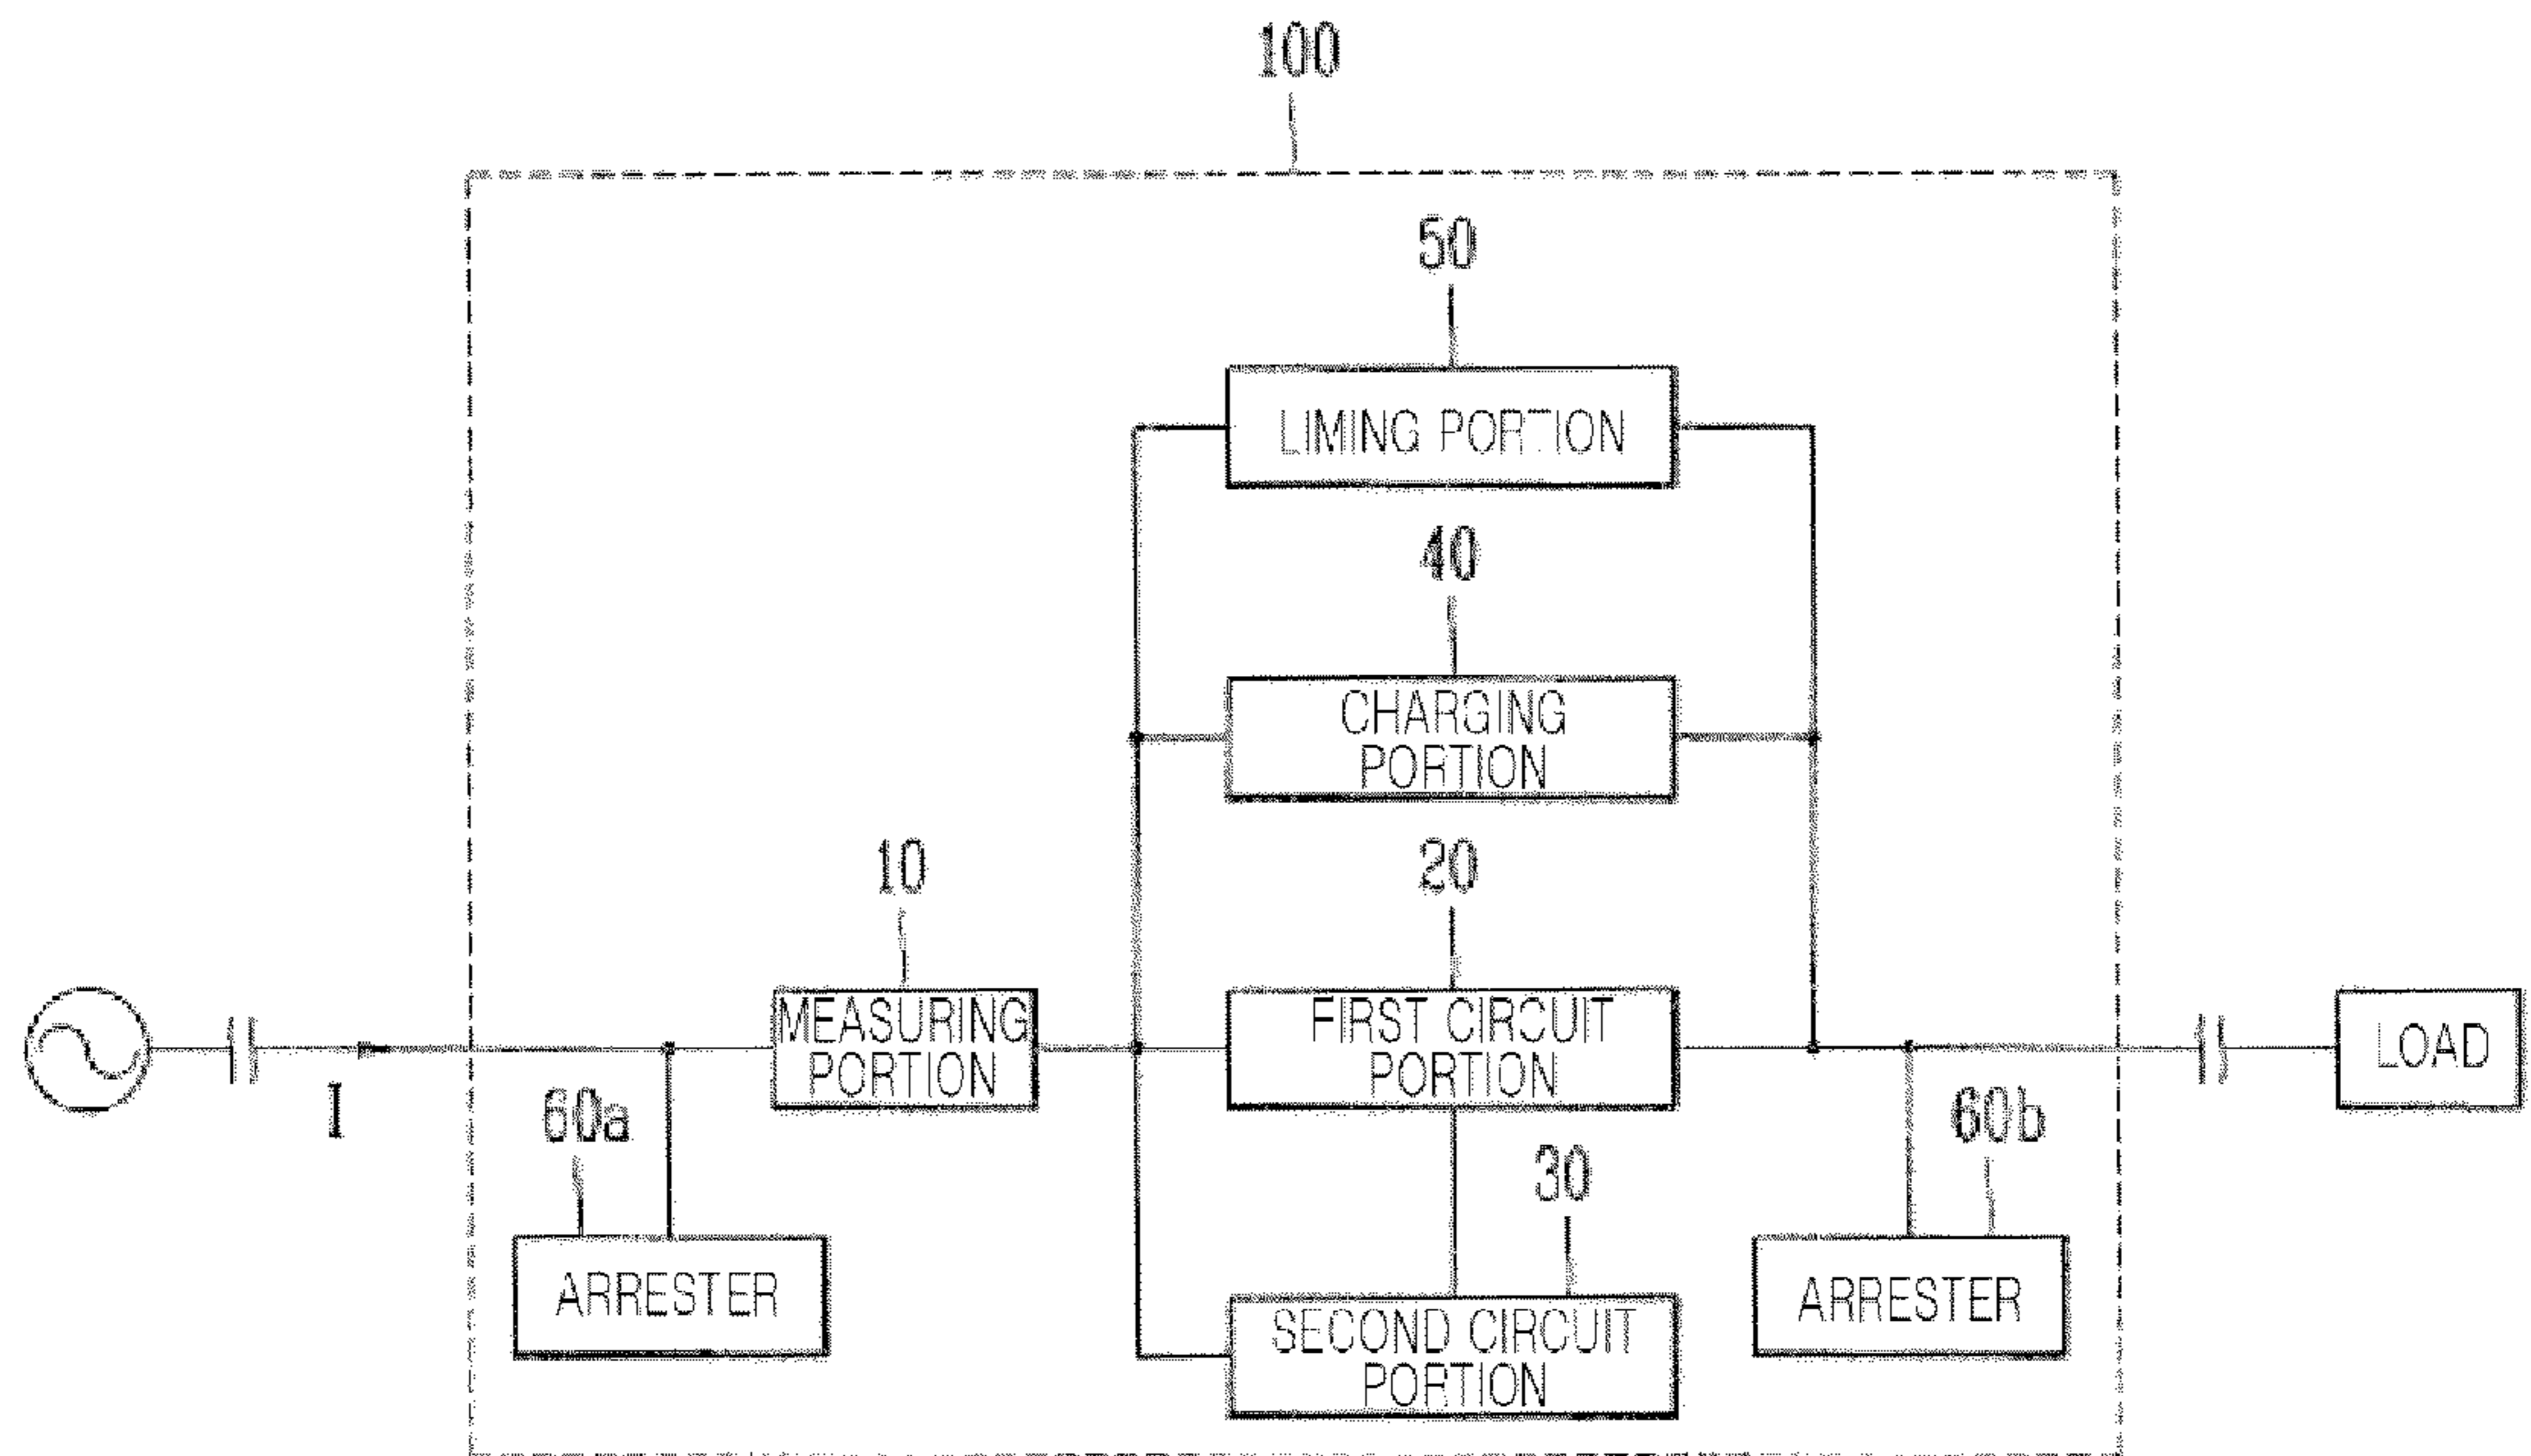 100
50
LIMING PORTION
40
CHARGING
PORTION
10
20
MEASURING
PORTION
FIRST CIRCUIT
PORTION
LOAD
I
60a
60b
30
ARRESTER
ARRESTER
SECOND CIRCUIT
PORTION